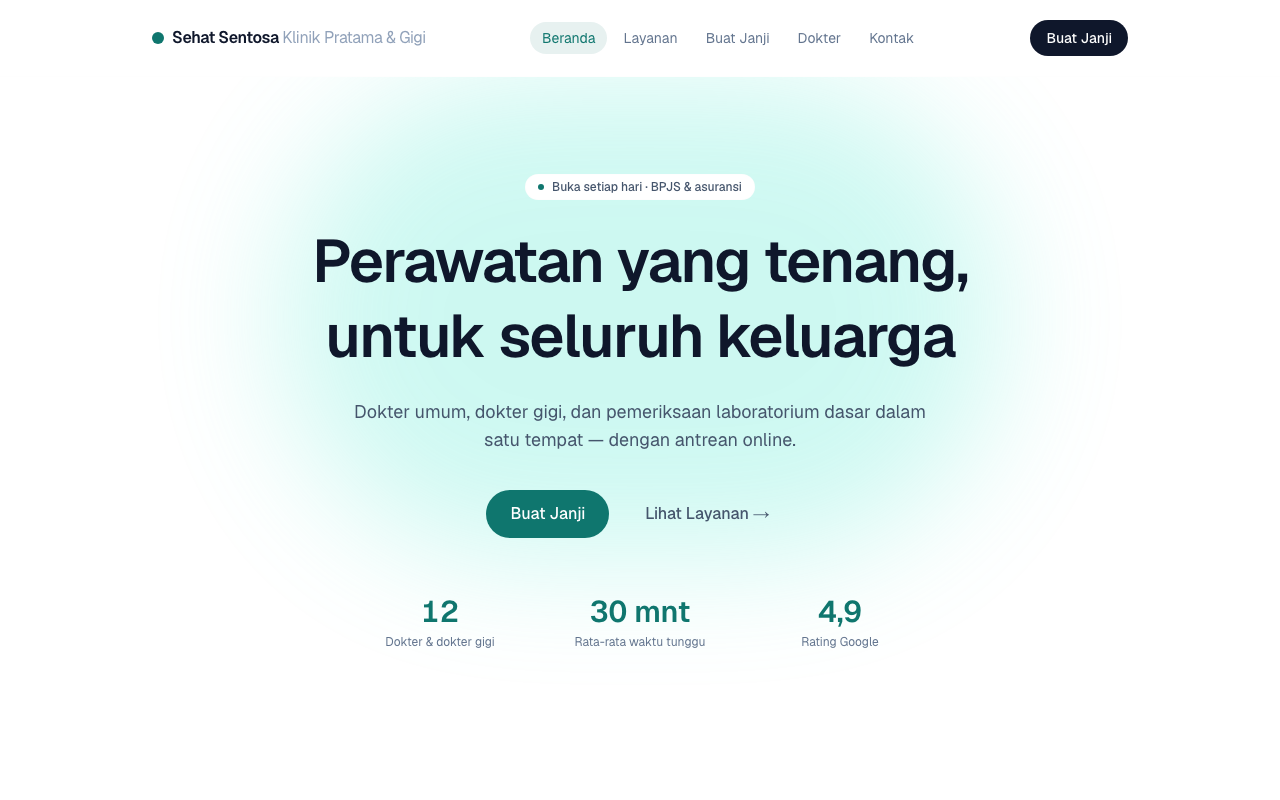 Sehat Sentosa Klinik Pratama & Gigi
Beranda
Layanan
Buat Janji
Dokter
Kontak
Buat Janji
Buka setiap hari · BPJS & asuransi
Perawatan yang tenang,
untuk seluruh keluarga
Dokter umum, dokter gigi, dan pemeriksaan laboratorium dasar dalam
satu tempat — dengan antrean online.
Buat Janji
Lihat Layanan →
12
Dokter & dokter gigi
30 mnt
Rata-rata waktu tunggu
4,9
Rating Google